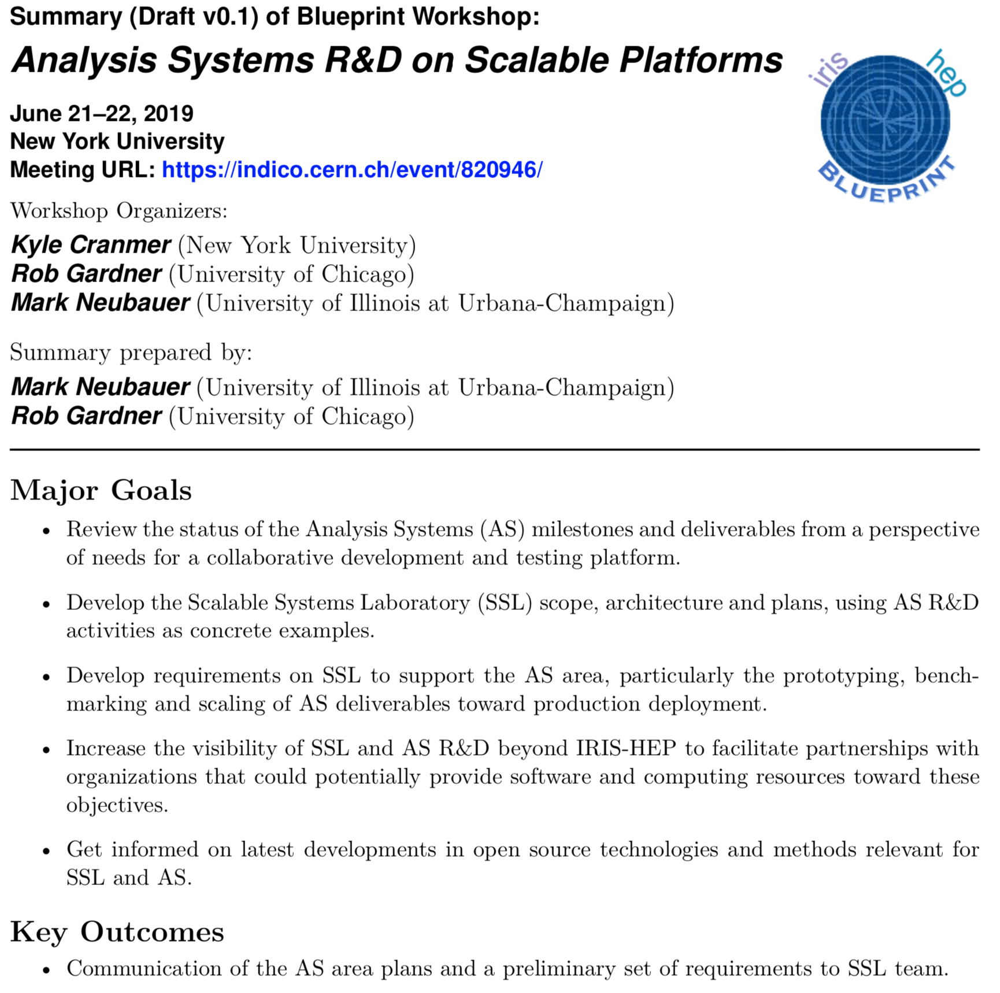 Summary (Draft v0.1) of Blueprint Workshop:
Analysis Systems R&D on Scalable Platforms
iris
hep
BLUEPRINT
June 21–22, 2019
New York University
Meeting URL: https://indico.cern.ch/event/820946/
Workshop Organizers:
Kyle Cranmer (New York University)
Rob Gardner (University of Chicago)
Mark Neubauer (University of Illinois at Urbana-Champaign)
Summary prepared by:
Mark Neubauer (University of Illinois at Urbana-Champaign)
Rob Gardner (University of Chicago)
Major Goals
• Review the status of the Analysis Systems (AS) milestones and deliverables from a perspective
of needs for a collaborative development and testing platform.
• Develop the Scalable Systems Laboratory (SSL) scope, architecture and plans, using AS R&D
activities as concrete examples.
• Develop requirements on SSL to support the AS area, particularly the prototyping, bench-
marking and scaling of AS deliverables toward production deployment.
• Increase the visibility of SSL and AS R&D beyond IRIS-HEP to facilitate partnerships with
organizations that could potentially provide software and computing resources toward these
objectives.
• Get informed on latest developments in open source technologies and methods relevant for
SSL and AS.
Key Outcomes
• Communication of the AS area plans and a preliminary set of requirements to SSL team.